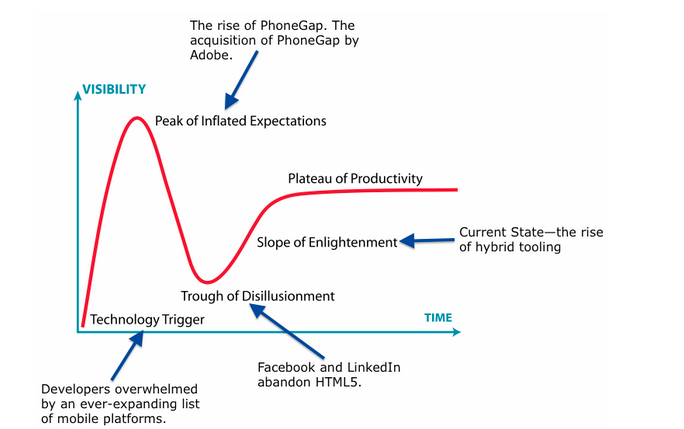 The rise of PhoneGap. The
acquisition of PhoneGap by
Adobe.
VISIBILITY
Peak of Inflated Expectations
Plateau of Productivity
Current State—the rise
of hybrid tooling
Slope of Enlightenment
Trough of Disillusionment
Technology Trigger
TIME
Facebook and LinkedIn
abandon HTML5.
Developers overwhelmed
by an ever-expanding list
of mobile platforms.